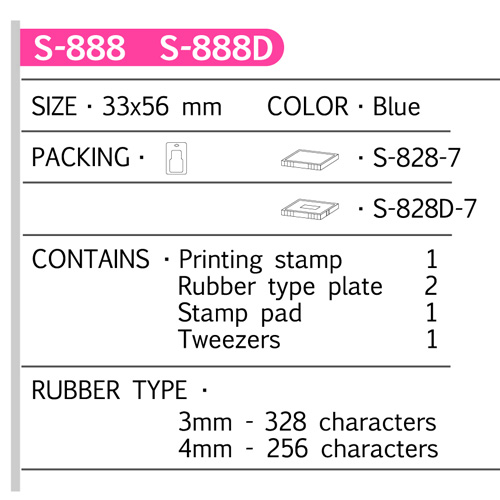 S-888 S-888D
SIZE · 33x56 mm COLOR · Blue
PACKING · · S-828-7
· S-828D-7
CONTAINS · Printing stamp 1
Rubber type plate 2
Stamp pad 1
Tweezers 1
RUBBER TYPE ·
3mm - 328 characters
4mm - 256 characters